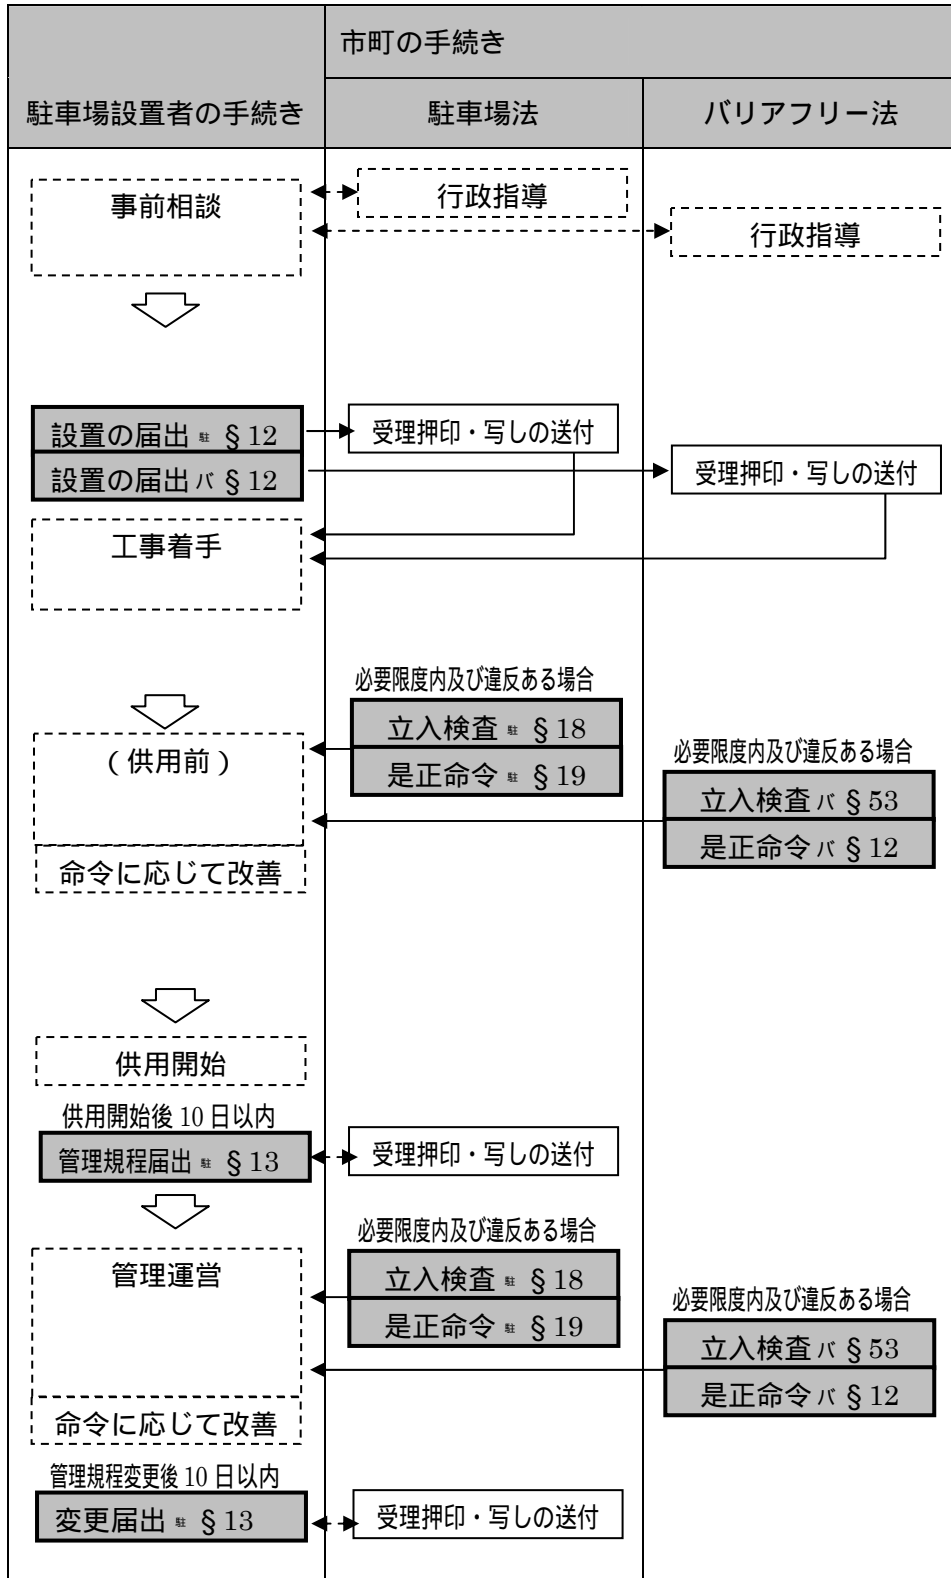 市町の手続き
駐車場設置者の手続き
駐車場法
バリアフリー法
事前相談
行政指導
行政指導
設置の届出 駐 §12
受理押印・写しの送付
設置の届出 バ §12
受理押印・写しの送付
工事着手
必要限度内及び違反ある場合
立入検査 駐 §18
(供用前)
是正命令 駐 §19
必要限度内及び違反ある場合
立入検査 バ §53
是正命令 バ §12
命令に応じて改善
供用開始
供用開始後 10 日以内
管理規程届出 駐 §13
受理押印・写しの送付
必要限度内及び違反ある場合
管理運営
立入検査 駐 §18
是正命令 駐 §19
必要限度内及び違反ある場合
立入検査 バ §53
是正命令 バ §12
命令に応じて改善
管理規程変更後 10 日以内
変更届出 駐 §13
受理押印・写しの送付